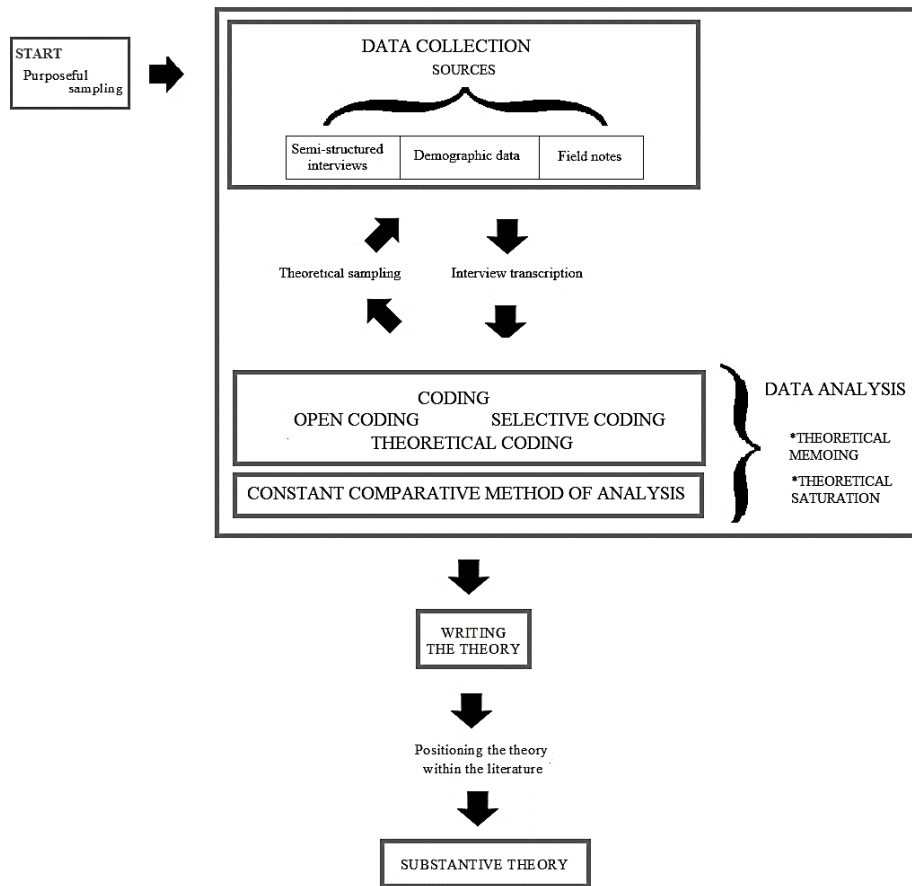 START
Purposeful
sampling
DATA COLLECTION
SOURCES
Semi-structured
interviews
Demographic data
Field notes
Theoretical sampling
Interview transcription
CODING
OPEN CODING
SELECTIVE CODING
THEORETICAL CODING
CONSTANT COMPARATIVE METHOD OF ANALYSIS
DATA ANALYSIS
*THEORETICAL
MEMOING
*THEORETICAL
SATURATION
WRITING
THE THEORY
Positioning the theory
within the literature
SUBSTANTIVE THEORY